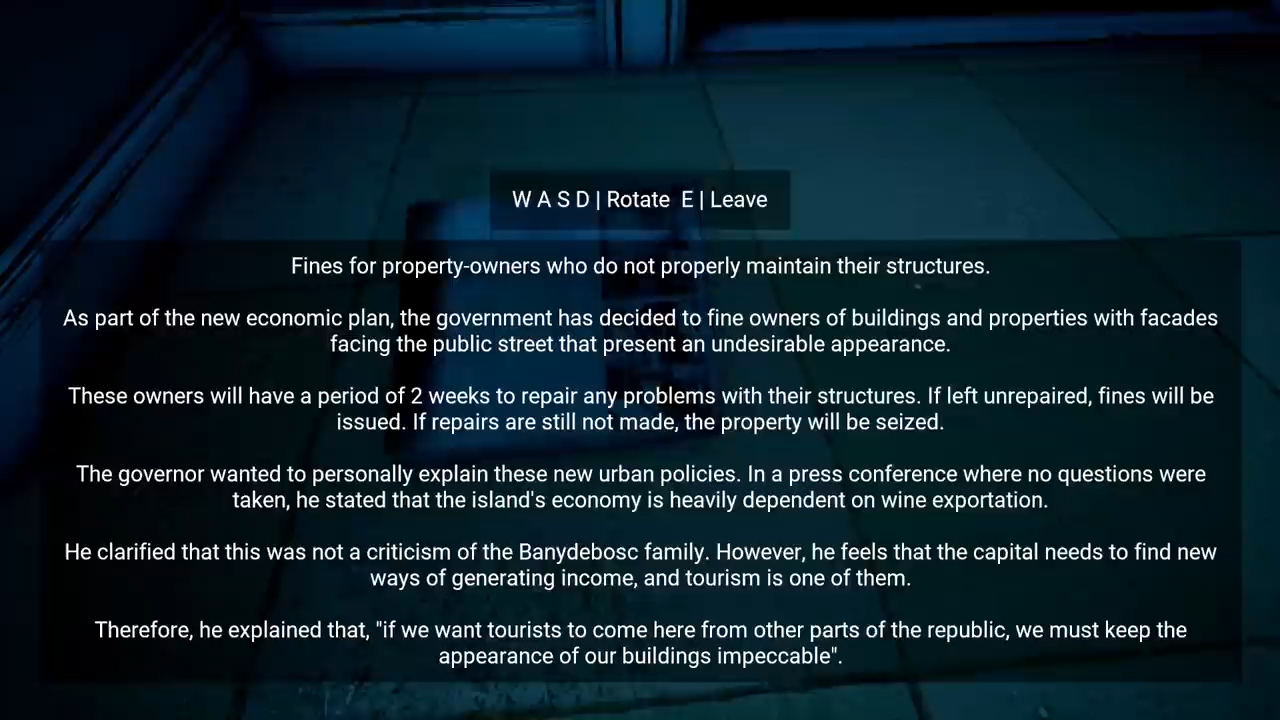 W A S D | Rotate E | Leave
Fines for property-owners who do not properly maintain their structures.
As part of the new economic plan, the government has decided to fine owners of buildings and properties with facades
facing the public street that present an undesirable appearance.
These owners will have a period of 2 weeks to repair any problems with their structures. If left unrepaired, fines will be
issued. If repairs are still not made, the property will be seized.
The governor wanted to personally explain these new urban policies. In a press conference where no questions were
taken, he stated that the island's economy is heavily dependent on wine exportation.
He clarified that this was not a criticism of the Banydebosc family. However, he feels that the capital needs to find new
ways of generating income, and tourism is one of them.
Therefore, he explained that, "if we want tourists to come here from other parts of the republic, we must keep the
appearance of our buildings impeccable".